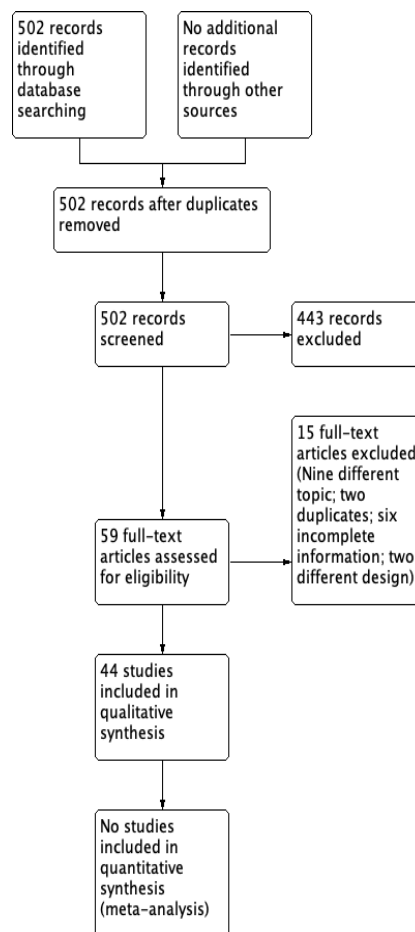 502 records
identified
through
database
searching
No additional
records
identified
through other
sources
502 records after duplicates
removed
502 records
screened
443 records
excluded
15 full-text
articles excluded
(Nine different
topic; two
duplicates; six
incomplete
information; two
different design)
59 full-text
articles assessed
for eligibility
44 studies
included in
qualitative
synthesis
No studies
included in
quantitative
synthesis
(meta-analysis)